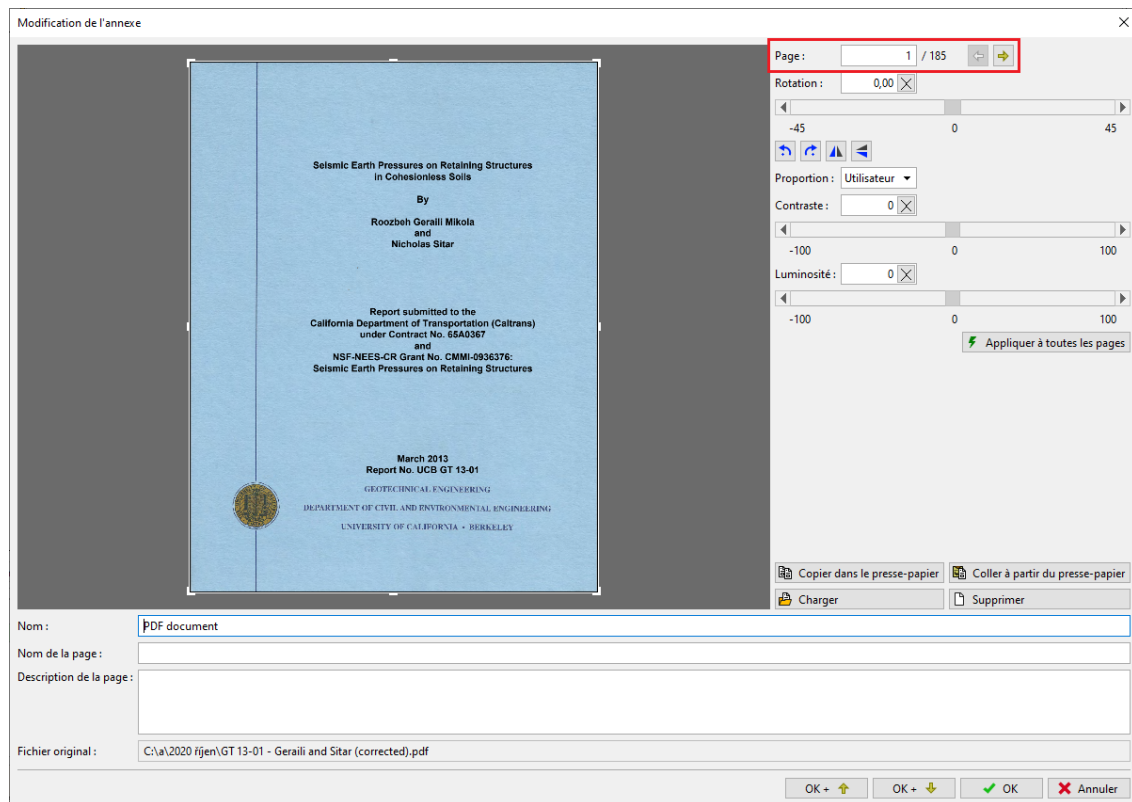 Modification de l'annexe
Page :
1 / 185
Rotation :
0,00
-45 0 45
Proportion : Utilisateur
Contraste : 0
-100 0 100
Luminosité : 0
-100 0 100
Appliquer à toutes les pages
Seismic Earth Pressures on Retaining Structures
in Cohesionless Soils
By
Roozbeh Geraili Mikola
and
Nicholas Sitar
Report submitted to the
California Department of Transportation (Caltrans)
under Contract No. 65A0367
and
NSF-NEES-CR Grant No. CMMI-0936376:
Seismic Earth Pressures on Retaining Structures
March 2013
Report No. UCB GT 13-01
GEOTECHNICAL ENGINEERING
DEPARTMENT OF CIVIL AND ENVIRONMENTAL ENGINEERING
UNIVERSITY OF CALIFORNIA • BERKELEY
Copier dans le presse-papier
Coller à partir du presse-papier
Charger
Supprimer
Nom : PDF document
Nom de la page :
Description de la page :
Fichier original : C:\a\2020 říjen\GT 13-01 - Geraili and Sitar (corrected).pdf
OK +
OK +
OK
Annuler